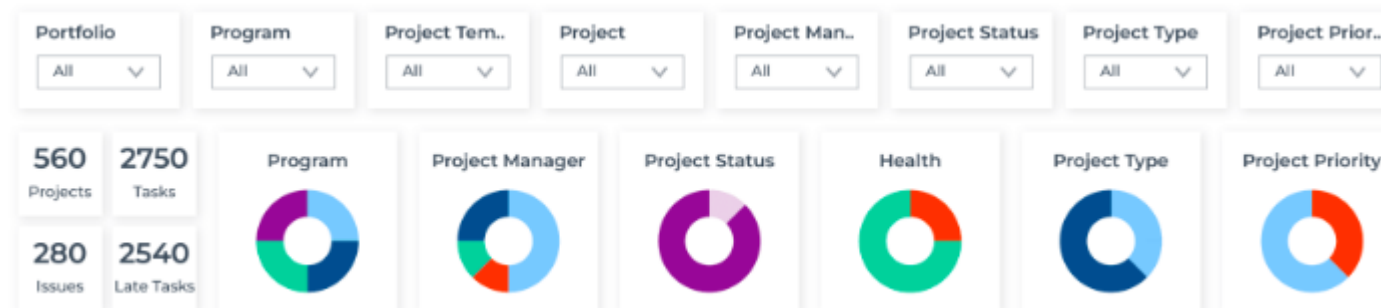 Portfolio Program Project Tem.. Project Project Man.. Project Status Project Type Project Prior..
All All All All All All All All
560 2750 Program Project Manager Project Status Health Project Type Project Priority
Projects Tasks
280 2540
Issues Late Tasks